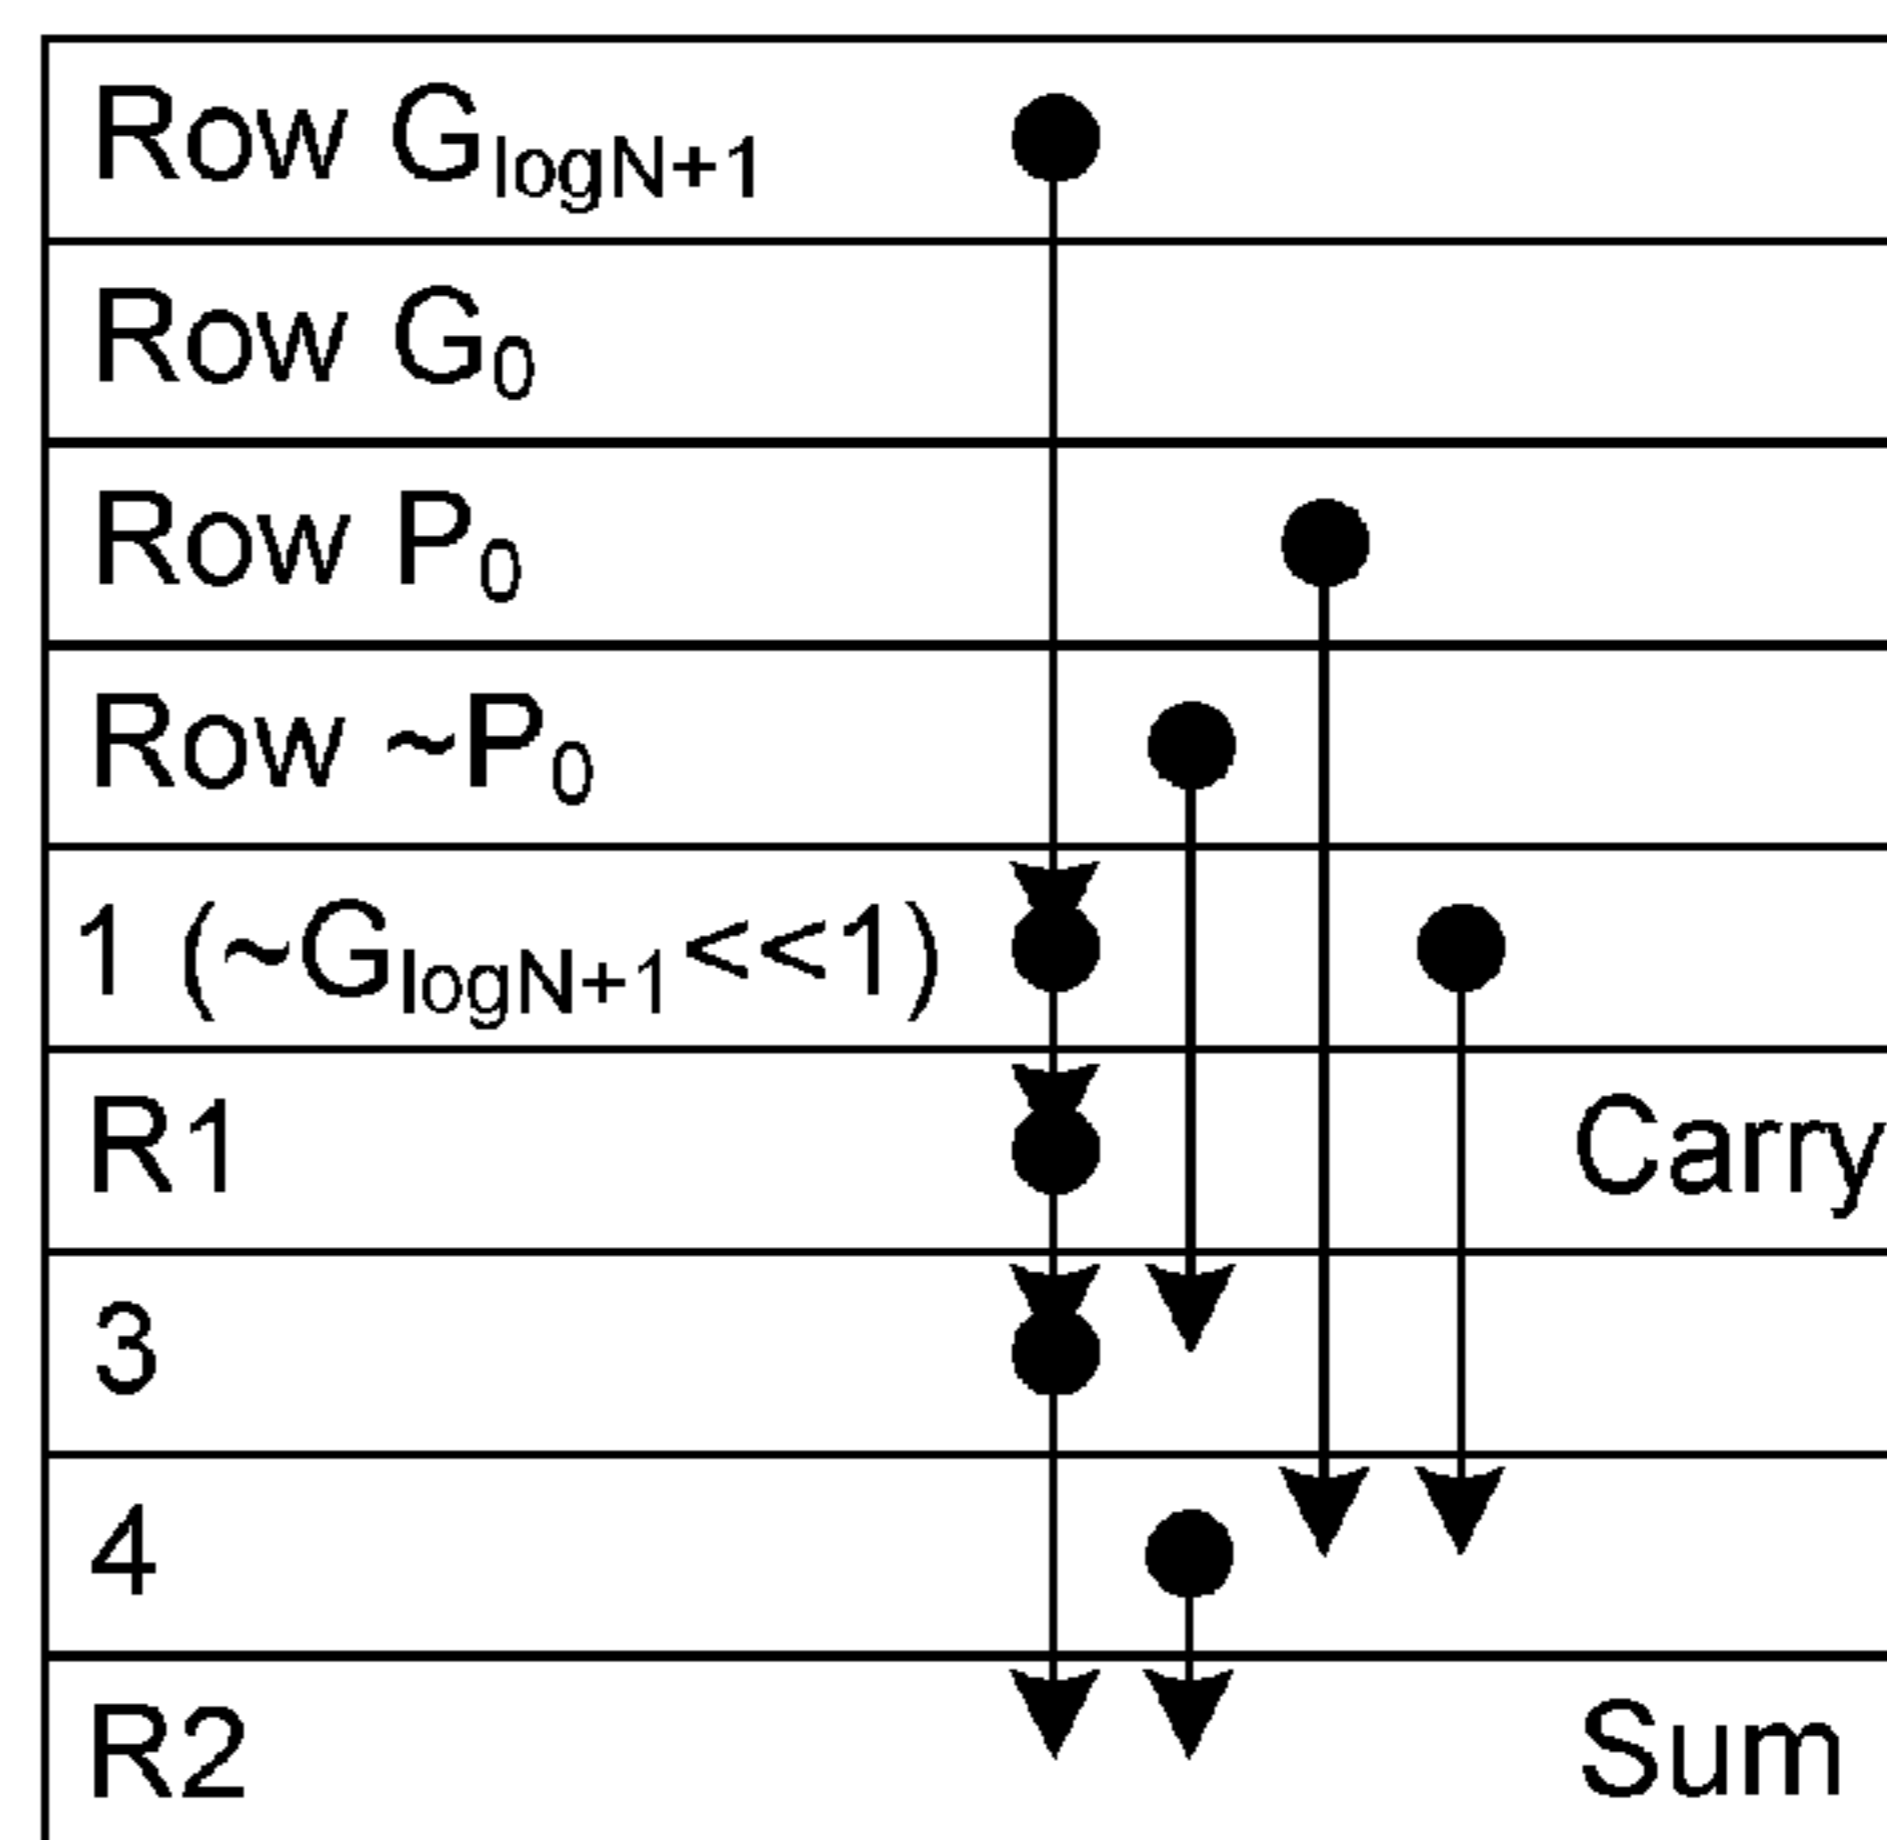 Row GlogN+1
Row G0
Row P0
Row ~P0
1 (~GlogN+1<<1)
R1 Carry
3
4
R2 Sum